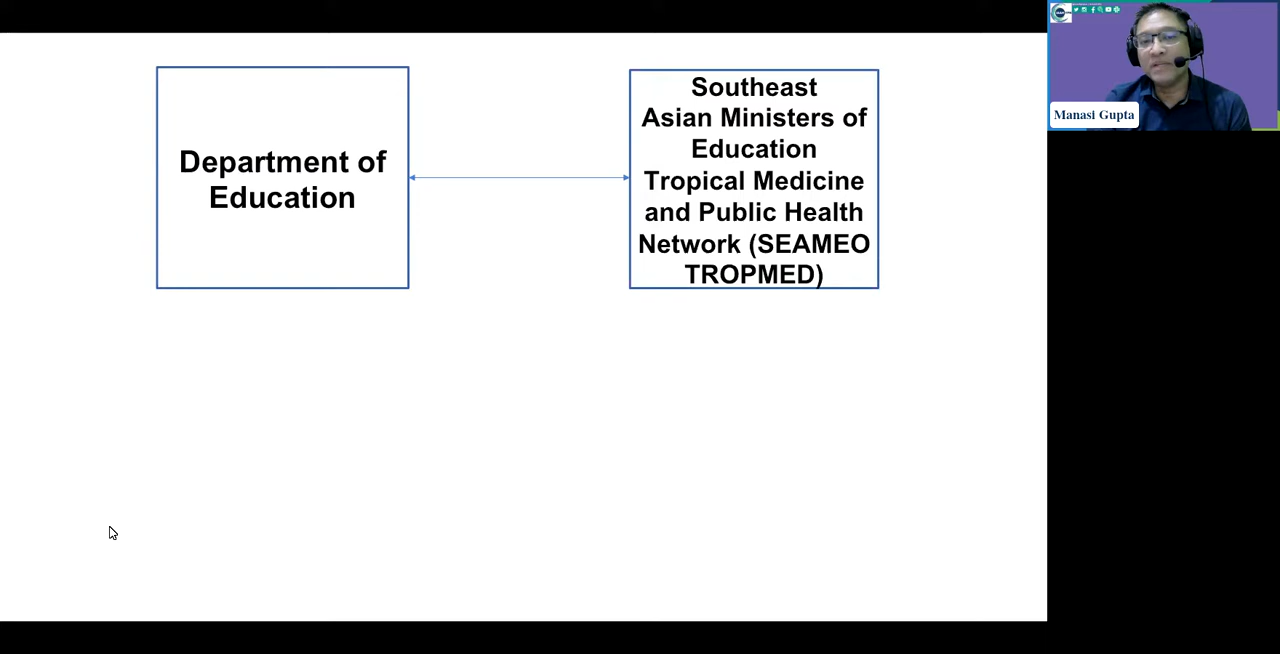 Department of
Education
Southeast
Asian Ministers of
Education
Tropical Medicine
and Public Health
Network (SEAMEO
TROPMED)
Manasi Gupta